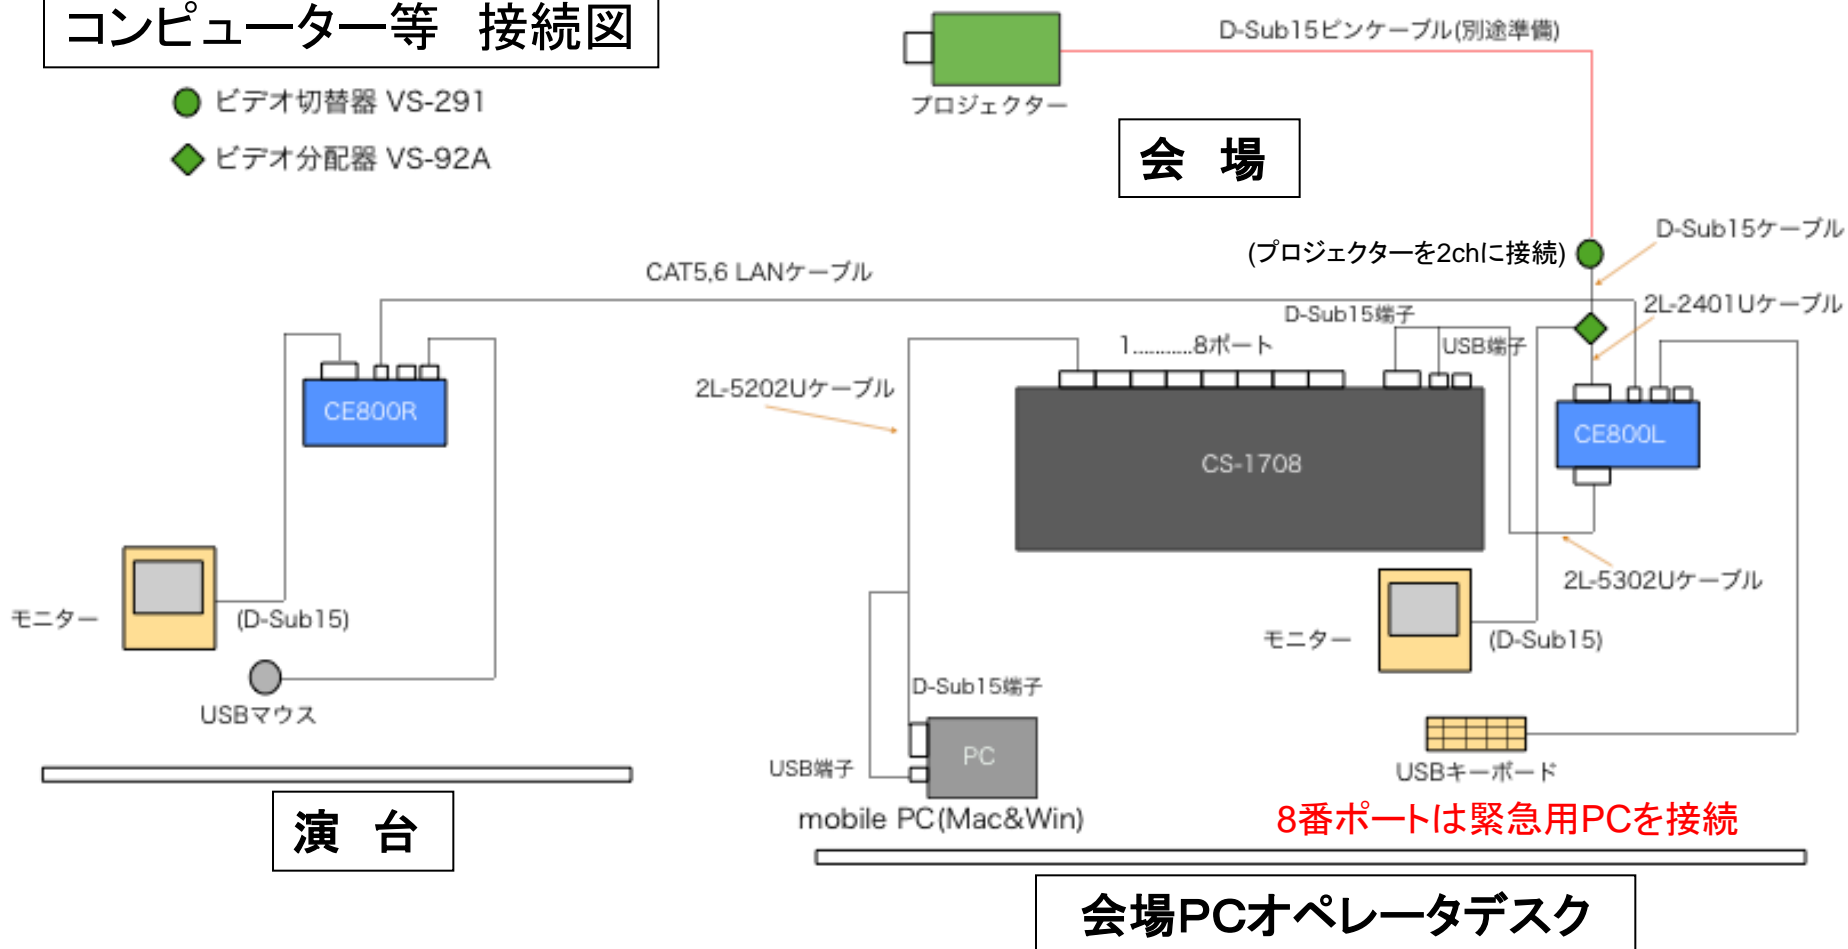 コンピューター等　接続図
ビデオ切替器 VS-291
ビデオ分配器 VS-92A
D-Sub15ピンケーブル(別途準備)
プロジェクター
会　場
D-Sub15ケーブル
(プロジェクターを2chに接続)
CAT5,6 LANケーブル
2L-2401Uケーブル
D-Sub15端子
1...........8ポート
USB端子
2L-5202Uケーブル
CE800R
CE800L
CS-1708
2L-5302Uケーブル
モニター
(D-Sub15)
モニター
(D-Sub15)
D-Sub15端子
USBマウス
PC
USB端子
USBキーボード
mobile PC(Mac&Win)
8番ポートは緊急用PCを接続
演　台
会場PCオペレータデスク